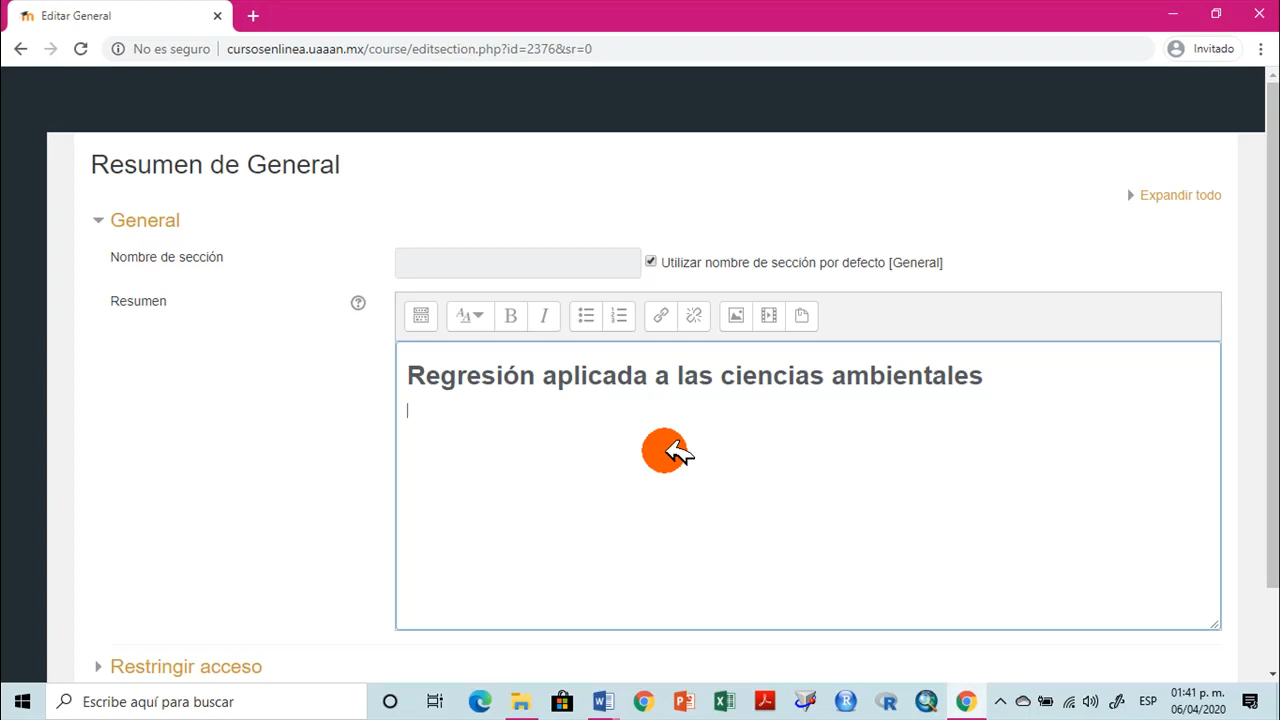 Editar General
No es seguro
cursosenlinea.uaaan.mx/course/editsection.php?id=2376&sr=0
Invitado
Resumen de General
Expandir todo
General
Nombre de sección
Utilizar nombre de sección por defecto [General]
Resumen
Regresión aplicada a las ciencias ambientales
Restringir acceso
Escribe aquí para buscar
ESP
01:41 p. m.
06/04/2020